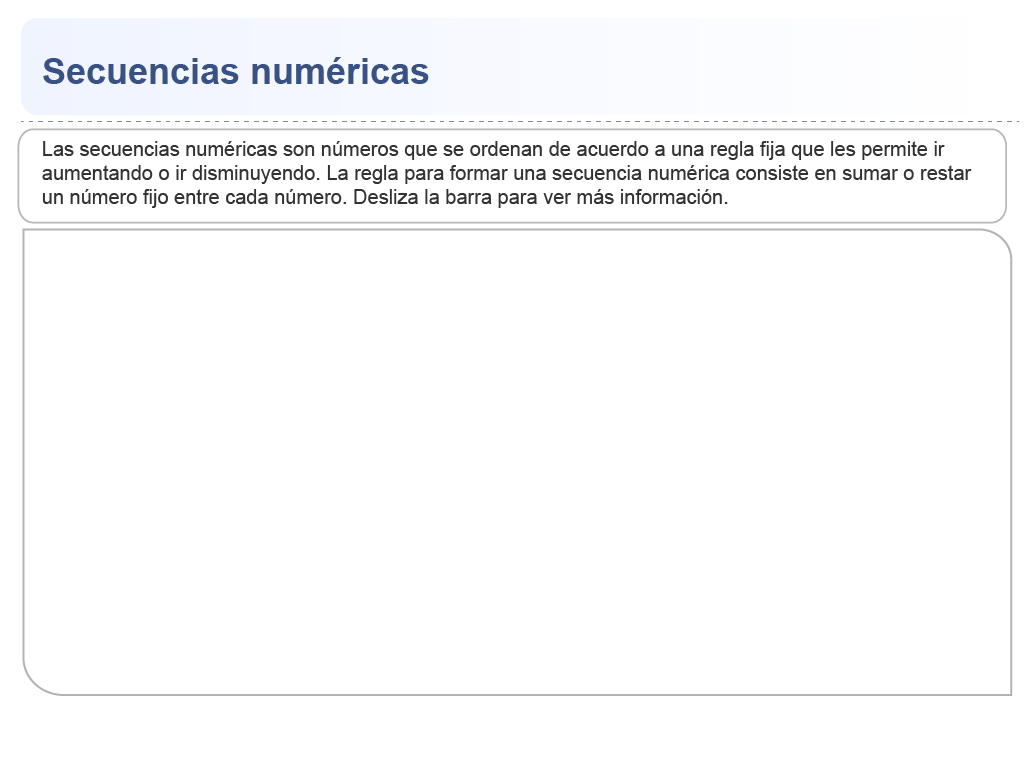 Secuencias numéricas
Las secuencias numéricas son números que se ordenan de acuerdo a una regla fija que les permite ir
aumentando o ir disminuyendo. La regla para formar una secuencia numérica consiste en sumar o restar
un número fijo entre cada número. Desliza la barra para ver más información.